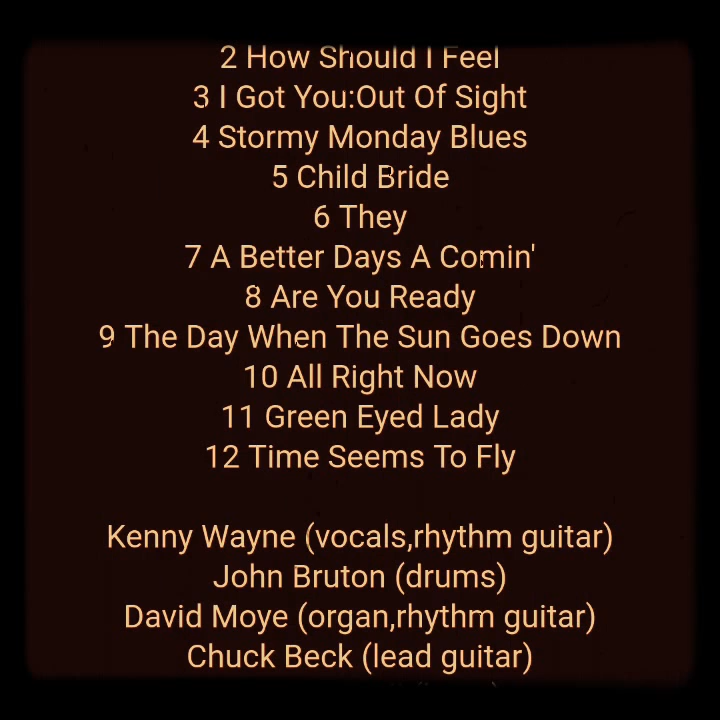 2 How Should I Feel
3 I Got You:Out Of Sight
4 Stormy Monday Blues
5 Child Bride
6 They
7 A Better Days A Comin'
8 Are You Ready
9 The Day When The Sun Goes Down
10 All Right Now
11 Green Eyed Lady
12 Time Seems To Fly
Kenny Wayne (vocals,rhythm guitar)
John Bruton (drums)
David Moye (organ,rhythm guitar)
Chuck Beck (lead guitar)